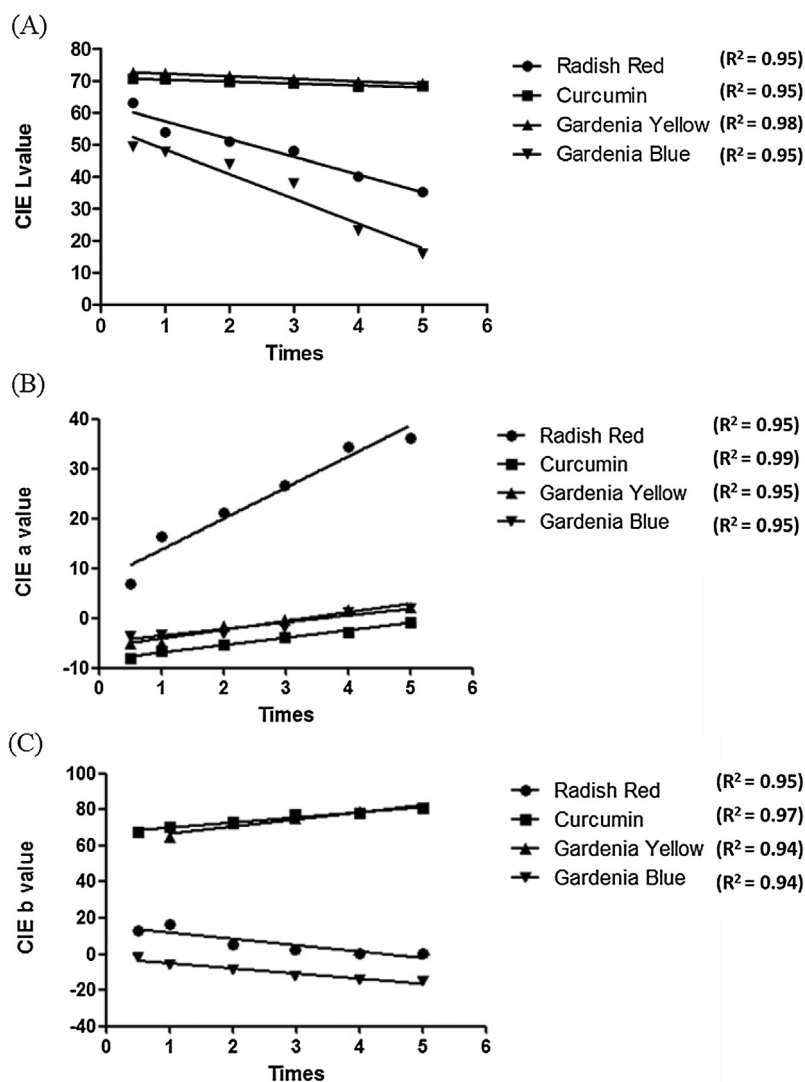 (A)
80
70
60
50
40
30
20
10
0
CIE Lvalue
0 1 2 3 4 5 6
Times
Radish Red (R² = 0.95)
Curcumin (R² = 0.95)
Gardenia Yellow (R² = 0.98)
Gardenia Blue (R² = 0.95)
(B)
40
30
20
10
0
-10
CIE a value
0 1 2 3 4 5 6
Times
Radish Red (R² = 0.95)
Curcumin (R² = 0.99)
Gardenia Yellow (R² = 0.95)
Gardenia Blue (R² = 0.95)
(C)
100
80
60
40
20
0
-20
-40
CIE b value
0 1 2 3 4 5 6
Times
Radish Red (R² = 0.95)
Curcumin (R² = 0.97)
Gardenia Yellow (R² = 0.94)
Gardenia Blue (R² = 0.94)